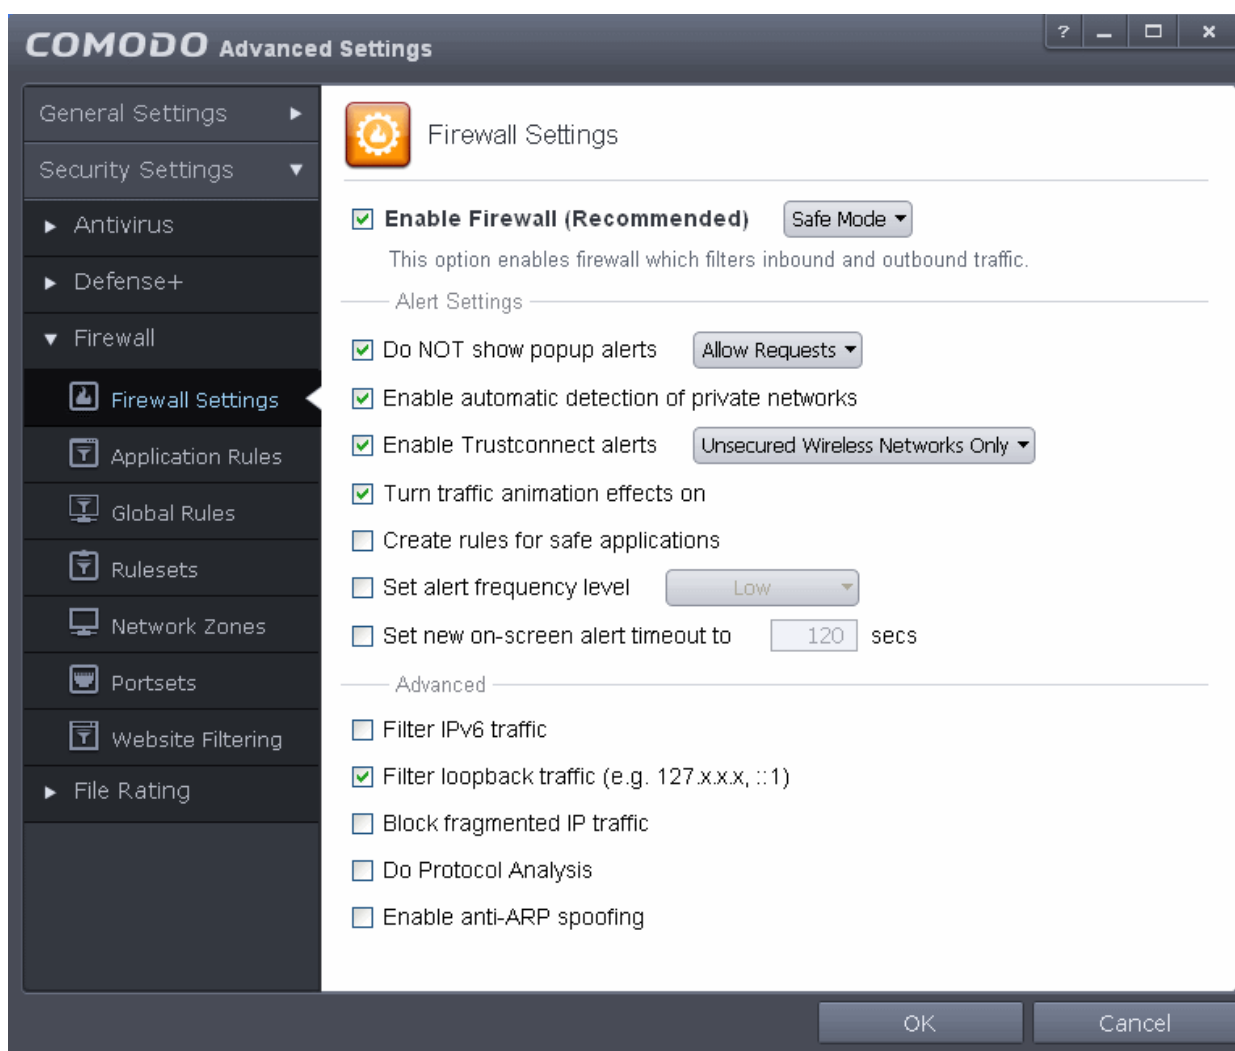 COMODO Advanced Settings
?
General Settings
Security Settings
Antivirus
Defense+
Firewall
Firewall Settings
Application Rules
Global Rules
Rulesets
Network Zones
Portsets
Website Filtering
File Rating
Firewall Settings
Enable Firewall (Recommended) Safe Mode
This option enables firewall which filters inbound and outbound traffic.
Alert Settings
Do NOT show popup alerts Allow Requests
Enable automatic detection of private networks
Enable Trustconnect alerts Unsecured Wireless Networks Only
Turn traffic animation effects on
Create rules for safe applications
Set alert frequency level Low
Set new on-screen alert timeout to 120 secs
Advanced
Filter IPv6 traffic
Filter loopback traffic (e.g. 127.x.x.x, ::1)
Block fragmented IP traffic
Do Protocol Analysis
Enable anti-ARP spoofing
OK Cancel